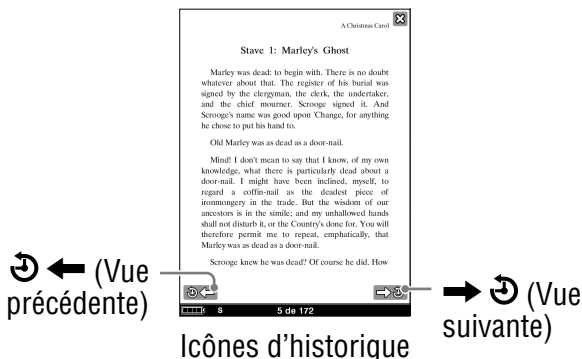 A Christmas Carol
Stave 1: Marley's Ghost
Marley was dead: to begin with. There is no doubt
whatever about that. The register of his burial was
signed by the clergyman, the clerk, the undertaker,
and the chief mourner. Scrooge signed it. And
Scrooge's name was good upon 'Change, for anything
he chose to put his hand to.
Old Marley was as dead as a door-nail.
Mind! I don't mean to say that I know, of my own
knowledge, what there is particularly dead about a
door-nail. I might have been inclined, myself, to
regard a coffin-nail as the deadest piece of
ironmongery in the trade. But the wisdom of our
ancestors is in the simile; and my unhallowed hands
shall not disturb it, or the Country's done for. You will
therefore permit me to repeat, emphatically, that
Marley was as dead as a door-nail.
Scrooge knew he was dead? Of course he did. How
S 5 de 172
(Vue
précédente)
(Vue
suivante)
Icônes d'historique